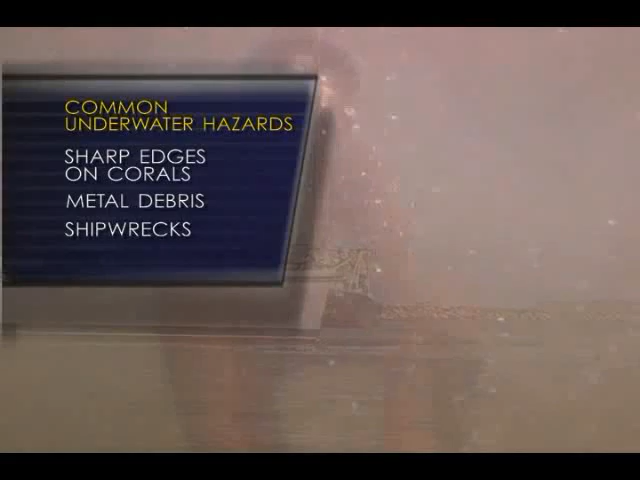 COMMON
UNDERWATER HAZARDS
SHARP EDGES
ON CORALS
METAL DEBRIS
SHIPWRECKS